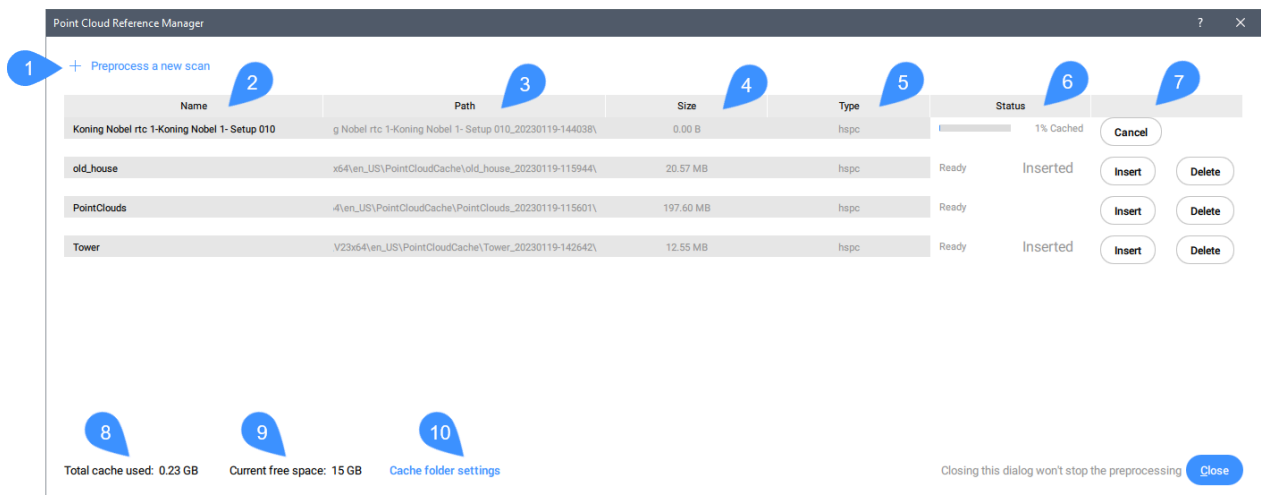 Point Cloud Reference Manager ? ×
1 + Preprocess a new scan
2 3 4 5 6 7
Name Path Size Type Status
Koning Nobel rtc 1-Koning Nobel 1- Setup 010 g Nobel rtc 1-Koning Nobel 1- Setup 010_20230119-144038\ 0.00 B hspc 1% Cached Cancel
old_house x64\en_US\PointCloudCache\old_house_20230119-115944\ 20.57 MB hspc Ready Inserted Insert Delete
PointClouds 4\en_US\PointCloudCache\PointClouds_20230119-115601\ 197.60 MB hspc Ready Insert Delete
Tower V23x64\en_US\PointCloudCache\Tower_20230119-142642\ 12.55 MB hspc Ready Inserted Insert Delete
8 9 10
Total cache used: 0.23 GB Current free space: 15 GB Cache folder settings Closing this dialog won't stop the preprocessing Close